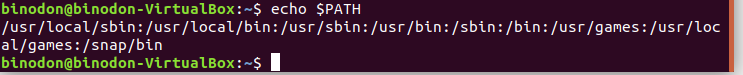 binodon@binodon-VirtualBox:~$ echo $PATH
/usr/local/sbin:/usr/local/bin:/usr/sbin:/usr/bin:/sbin:/bin:/usr/games:/usr/loc
al/games:/snap/bin
binodon@binodon-VirtualBox:~$